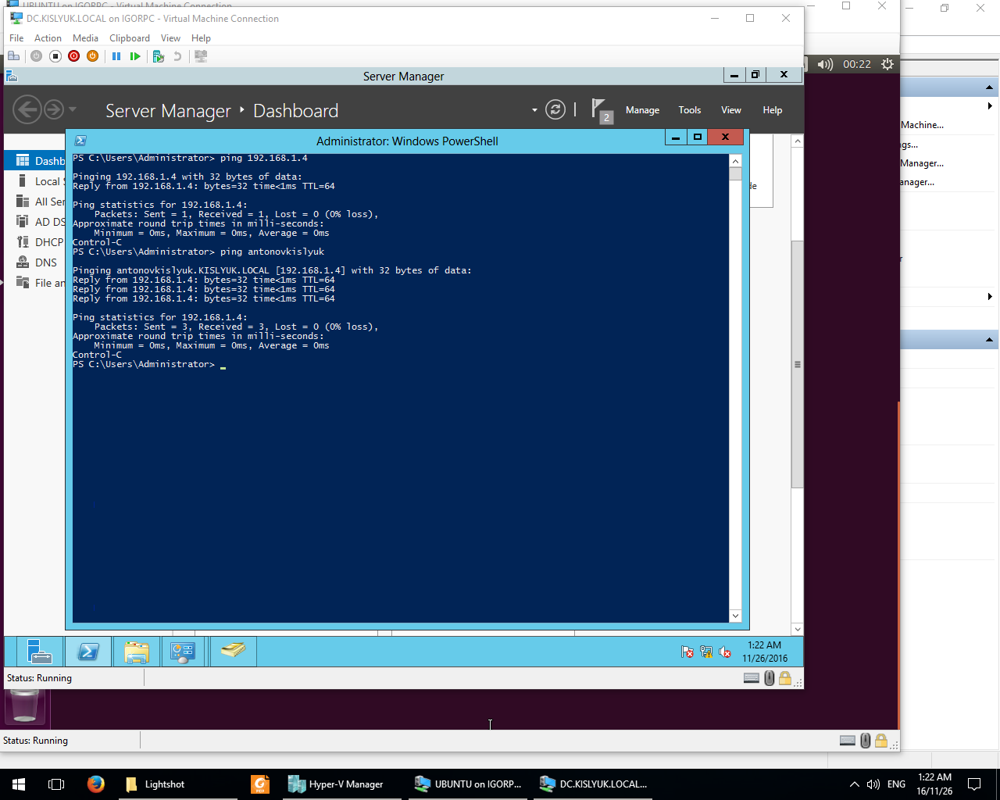 UBUNTU on IGORPC - Virtual Machine Connection
DC.KISLYUK.LOCAL on IGORPC - Virtual Machine Connection
File Action Media Clipboard View Help
00:22
Server Manager
Server Manager Dashboard
2
Manage Tools View Help
Machine...
Administrator: Windows PowerShell
Dashb
Local
All Ser
AD DS
DHCP
DNS
File an
PS C:\Users\Administrator> ping 192.168.1.4
Pinging 192.168.1.4 with 32 bytes of data:
Reply from 192.168.1.4: bytes=32 time<1ms TTL=64
Ping statistics for 192.168.1.4:
Packets: Sent = 1, Received = 1, Lost = 0 (0% loss),
Approximate round trip times in milli-seconds:
Minimum = 0ms, Maximum = 0ms, Average = 0ms
Control-C
PS C:\Users\Administrator> ping antonovkislyuk
Pinging antonovkislyuk.KISLYUK.LOCAL [192.168.1.4] with 32 bytes of data:
Reply from 192.168.1.4: bytes=32 time<1ms TTL=64
Reply from 192.168.1.4: bytes=32 time<1ms TTL=64
Reply from 192.168.1.4: bytes=32 time<1ms TTL=64
Ping statistics for 192.168.1.4:
Packets: Sent = 3, Received = 3, Lost = 0 (0% loss),
Approximate round trip times in milli-seconds:
Minimum = 0ms, Maximum = 0ms, Average = 0ms
Control-C
PS C:\Users\Administrator>
de
gs...
Manager...
anager...
r
1:22 AM
11/26/2016
Status: Running
Status: Running
Lightshot
PDF
Hyper-V Manager
UBUNTU on IGORP...
DC.KISLYUK.LOCAL...
ENG
1:22 AM
16/11/26